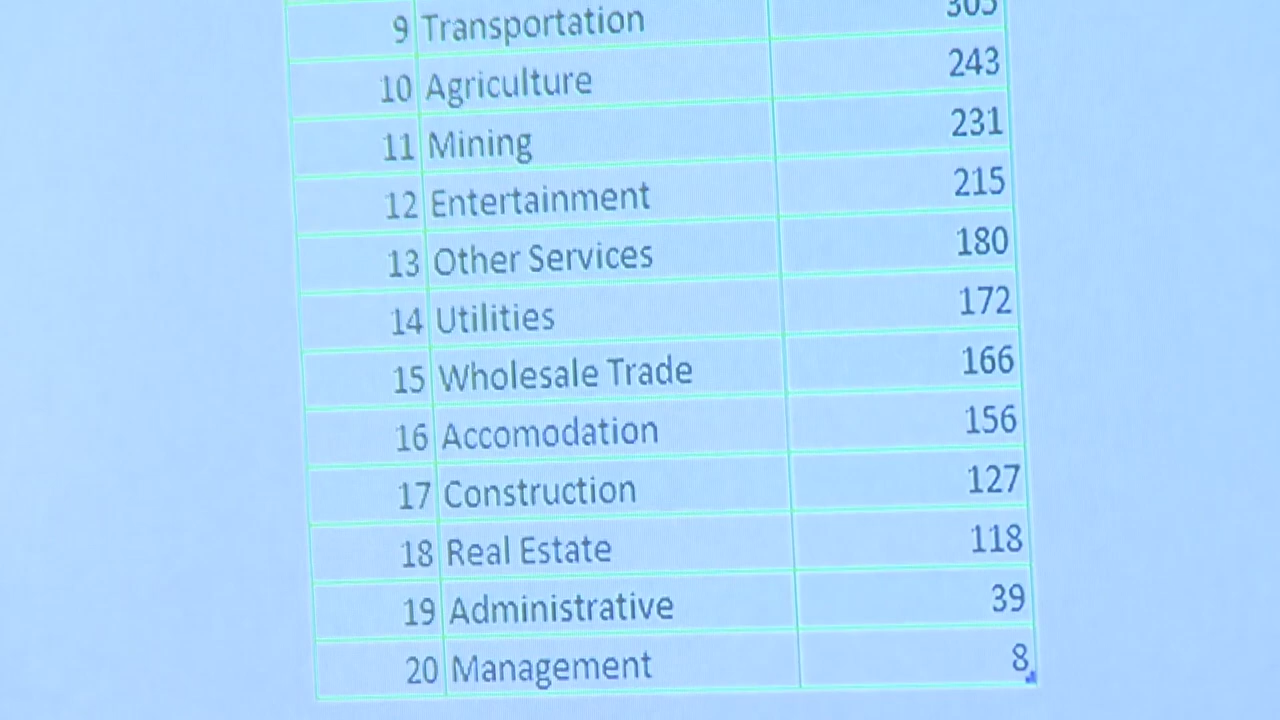 9 Transportation 305
10 Agriculture 243
11 Mining 231
12 Entertainment 215
13 Other Services 180
14 Utilities 172
15 Wholesale Trade 166
16 Accomodation 156
17 Construction 127
18 Real Estate 118
19 Administrative 39
20 Management 8